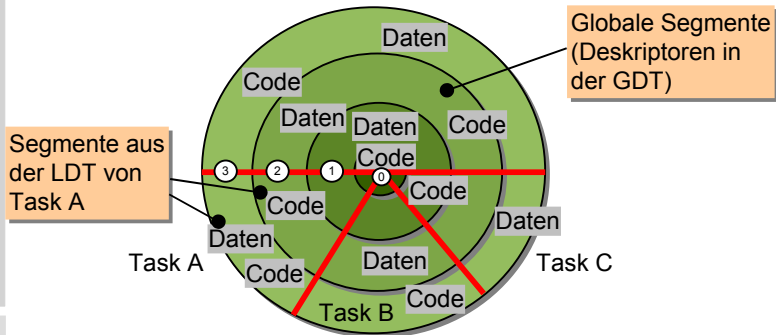 Globale Segmente
(Deskriptoren in
der GDT)
Daten
Code
Daten
Daten
Code
Code
Segmente aus
der LDT von
Task A
3
2
1
0
Code
Code
Daten
Daten
Task A
Code
Daten
Task C
Code
Task B